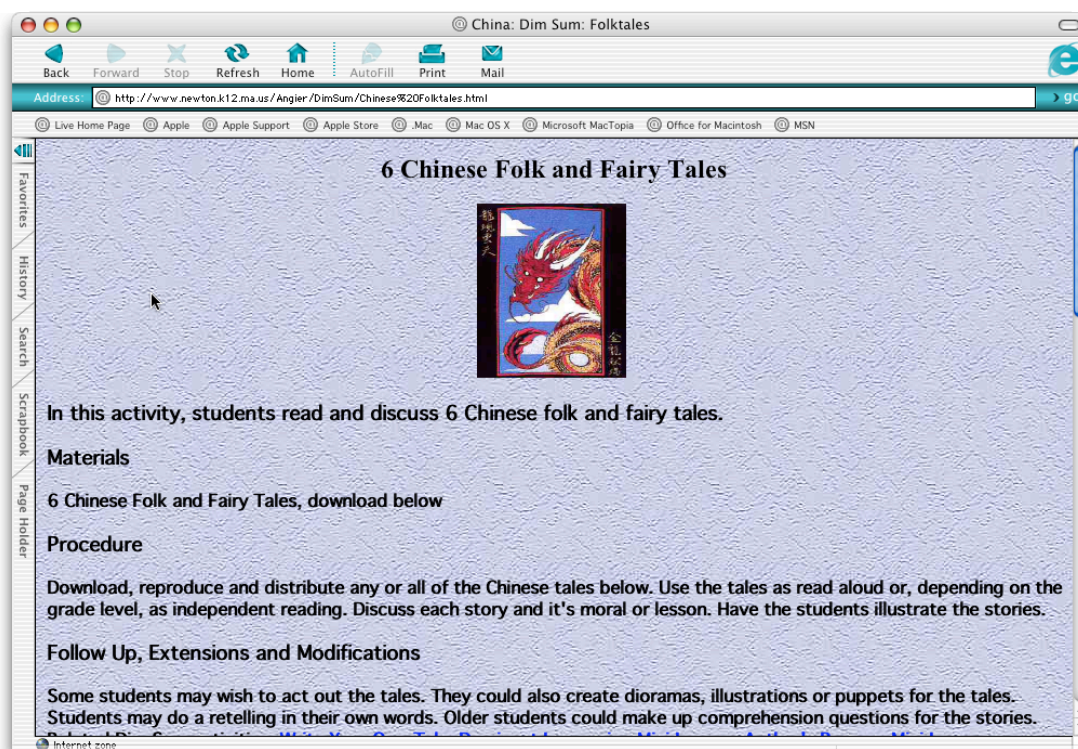 China: Dim Sum: Folktales
Back Forward Stop Refresh Home AutoFill Print Mail
Address: http://www.newton.k12.ma.us/Angier/DimSum/Chinese%20Folktales.html
Live Home Page Apple Apple Support Apple Store .Mac Mac OS X Microsoft MacTopia Office for Macintosh MSN
Favorites
History
Search
Scrapbook
Page Holder
6 Chinese Folk and Fairy Tales
In this activity, students read and discuss 6 Chinese folk and fairy tales.
Materials
6 Chinese Folk and Fairy Tales, download below
Procedure
Download, reproduce and distribute any or all of the Chinese tales below. Use the tales as read aloud or, depending on the
grade level, as independent reading. Discuss each story and it's moral or lesson. Have the students illustrate the stories.
Follow Up, Extensions and Modifications
Some students may wish to act out the tales. They could also create dioramas, illustrations or puppets for the tales.
Students may do a retelling in their own words. Older students could make up comprehension questions for the stories.
Internet zone